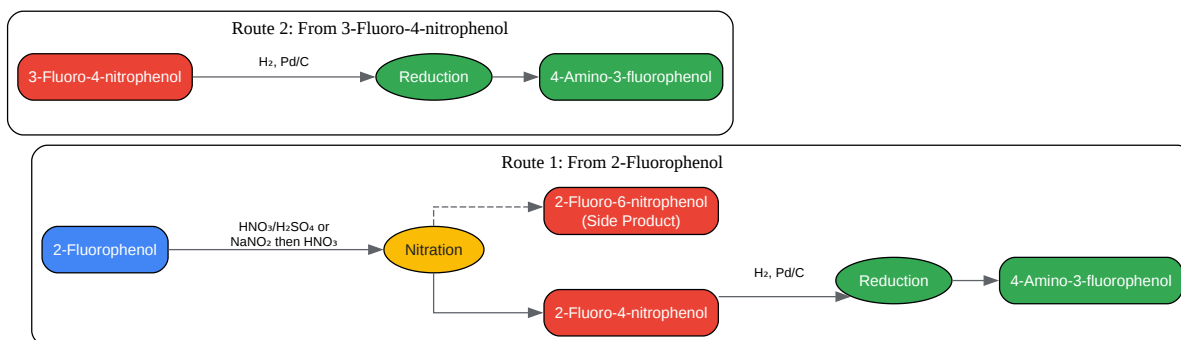 Route 2: From 3-Fluoro-4-nitrophenol
3-Fluoro-4-nitrophenol
H₂, Pd/C
Reduction
4-Amino-3-fluorophenol
Route 1: From 2-Fluorophenol
2-Fluorophenol
HNO₃/H₂SO₄ or
NaNO₂ then HNO₃
Nitration
2-Fluoro-6-nitrophenol
(Side Product)
2-Fluoro-4-nitrophenol
H₂, Pd/C
Reduction
4-Amino-3-fluorophenol